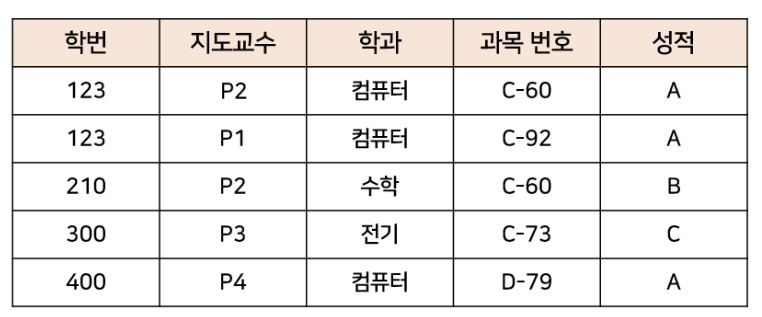 학번 지도교수 학과 과목 번호 성적
123 P2 컴퓨터 C-60 A
123 P1 컴퓨터 C-92 A
210 P2 수학 C-60 B
300 P3 전기 C-73 C
400 P4 컴퓨터 D-79 A